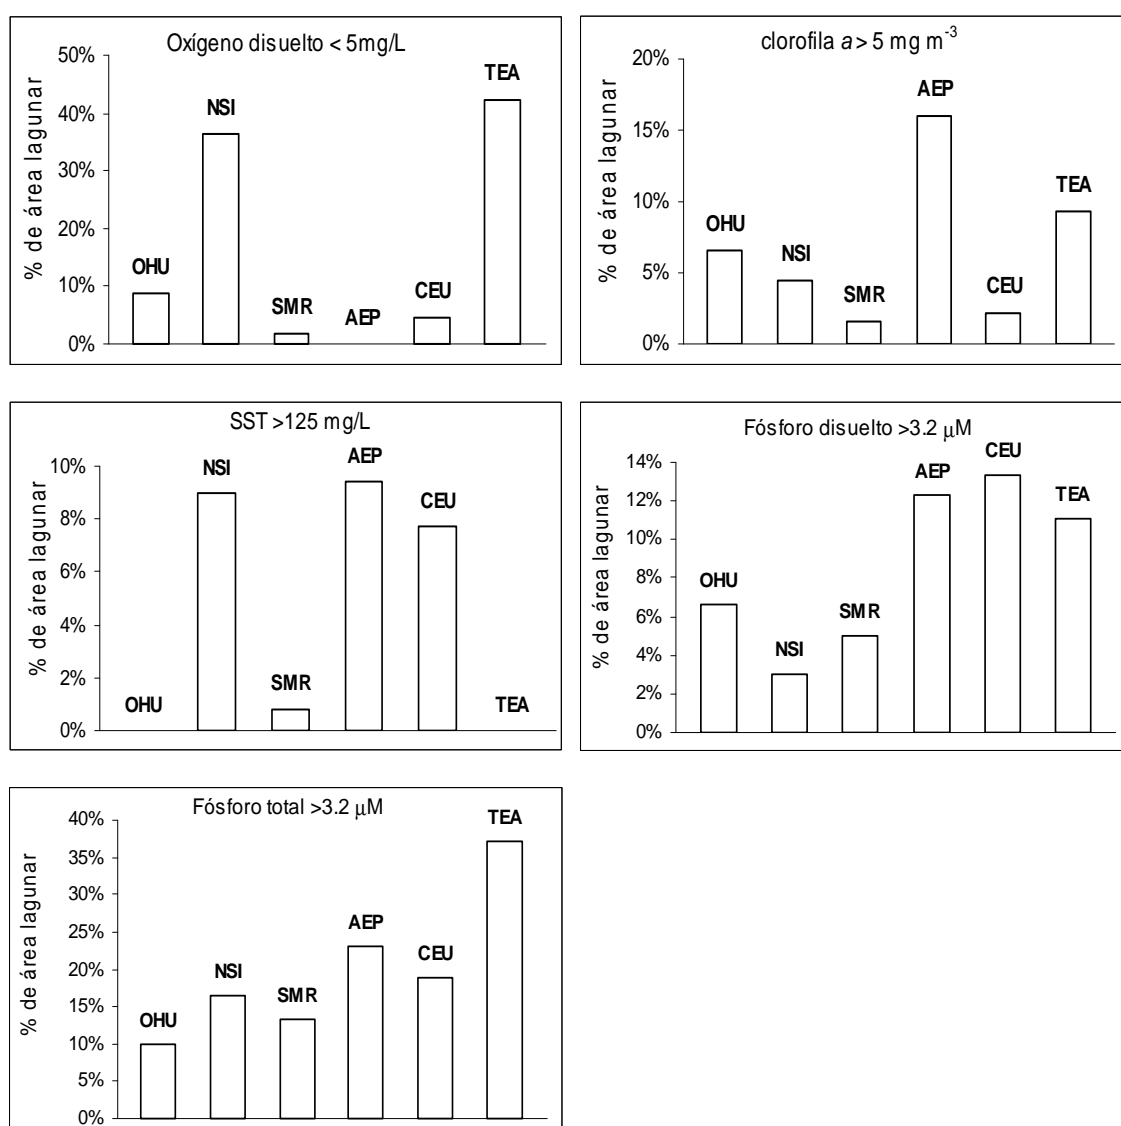 Oxígeno disuelto < 5mg/L
% de área lagunar
50%
40%
30%
20%
10%
0%
OHU
NSI
SMR
AEP
CEU
TEA
clorofila a > 5 mg m-3
% de área lagunar
20%
15%
10%
5%
0%
OHU
NSI
SMR
AEP
CEU
TEA
SST >125 mg/L
% de área lagunar
10%
8%
6%
4%
2%
0%
OHU
NSI
SMR
AEP
CEU
TEA
Fósforo disuelto >3.2 µM
% de área lagunar
14%
12%
10%
8%
6%
4%
2%
0%
OHU
NSI
SMR
AEP
CEU
TEA
Fósforo total >3.2 µM
% de área lagunar
40%
35%
30%
25%
20%
15%
10%
5%
0%
OHU
NSI
SMR
AEP
CEU
TEA